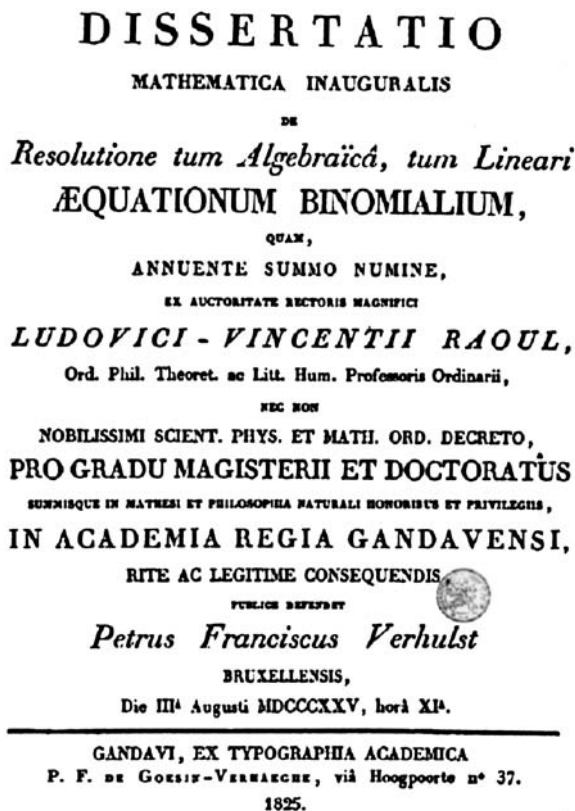 DISSERTATIO
MATHEMATICA INAUGURALIS
DE
Resolutione tum Algebraïcâ, tum Lineari
ÆQUATIONUM BINOMIALIUM,
QUAM,
ANNUENTE SUMMO NUMINE,
EX AUCTORITATE RECTORIS MAGNIFICI
LUDOVICI - VINCENTII RAOUL,
Ord. Phil. Theoret. ac Litt. Hum. Professoris Ordinarii,
NEC NON
NOBILISSIMI SCIENT. PHYS. ET MATH. ORD. DECRETO,
PRO GRADU MAGISTERII ET DOCTORATÛS
SUMMISQUE IN MATHESI ET PHILOSOPHIA NATURALI HONORIBUS ET PRIVILEGIIS,
IN ACADEMIA REGIA GANDAVENSI,
RITE AC LEGITIME CONSEQUENDIS
PUBLICE DEFENDET
Petrus Franciscus Verhulst
BRUXELLENSIS,
Die IIIâ Augusti MDCCCXXV, horâ XIâ.
GANDAVI, EX TYPOGRAPHIA ACADEMICA
P. F. DE GOESIN-VERHAEGHE, viâ Hoogpoorte nº 37.
1825.